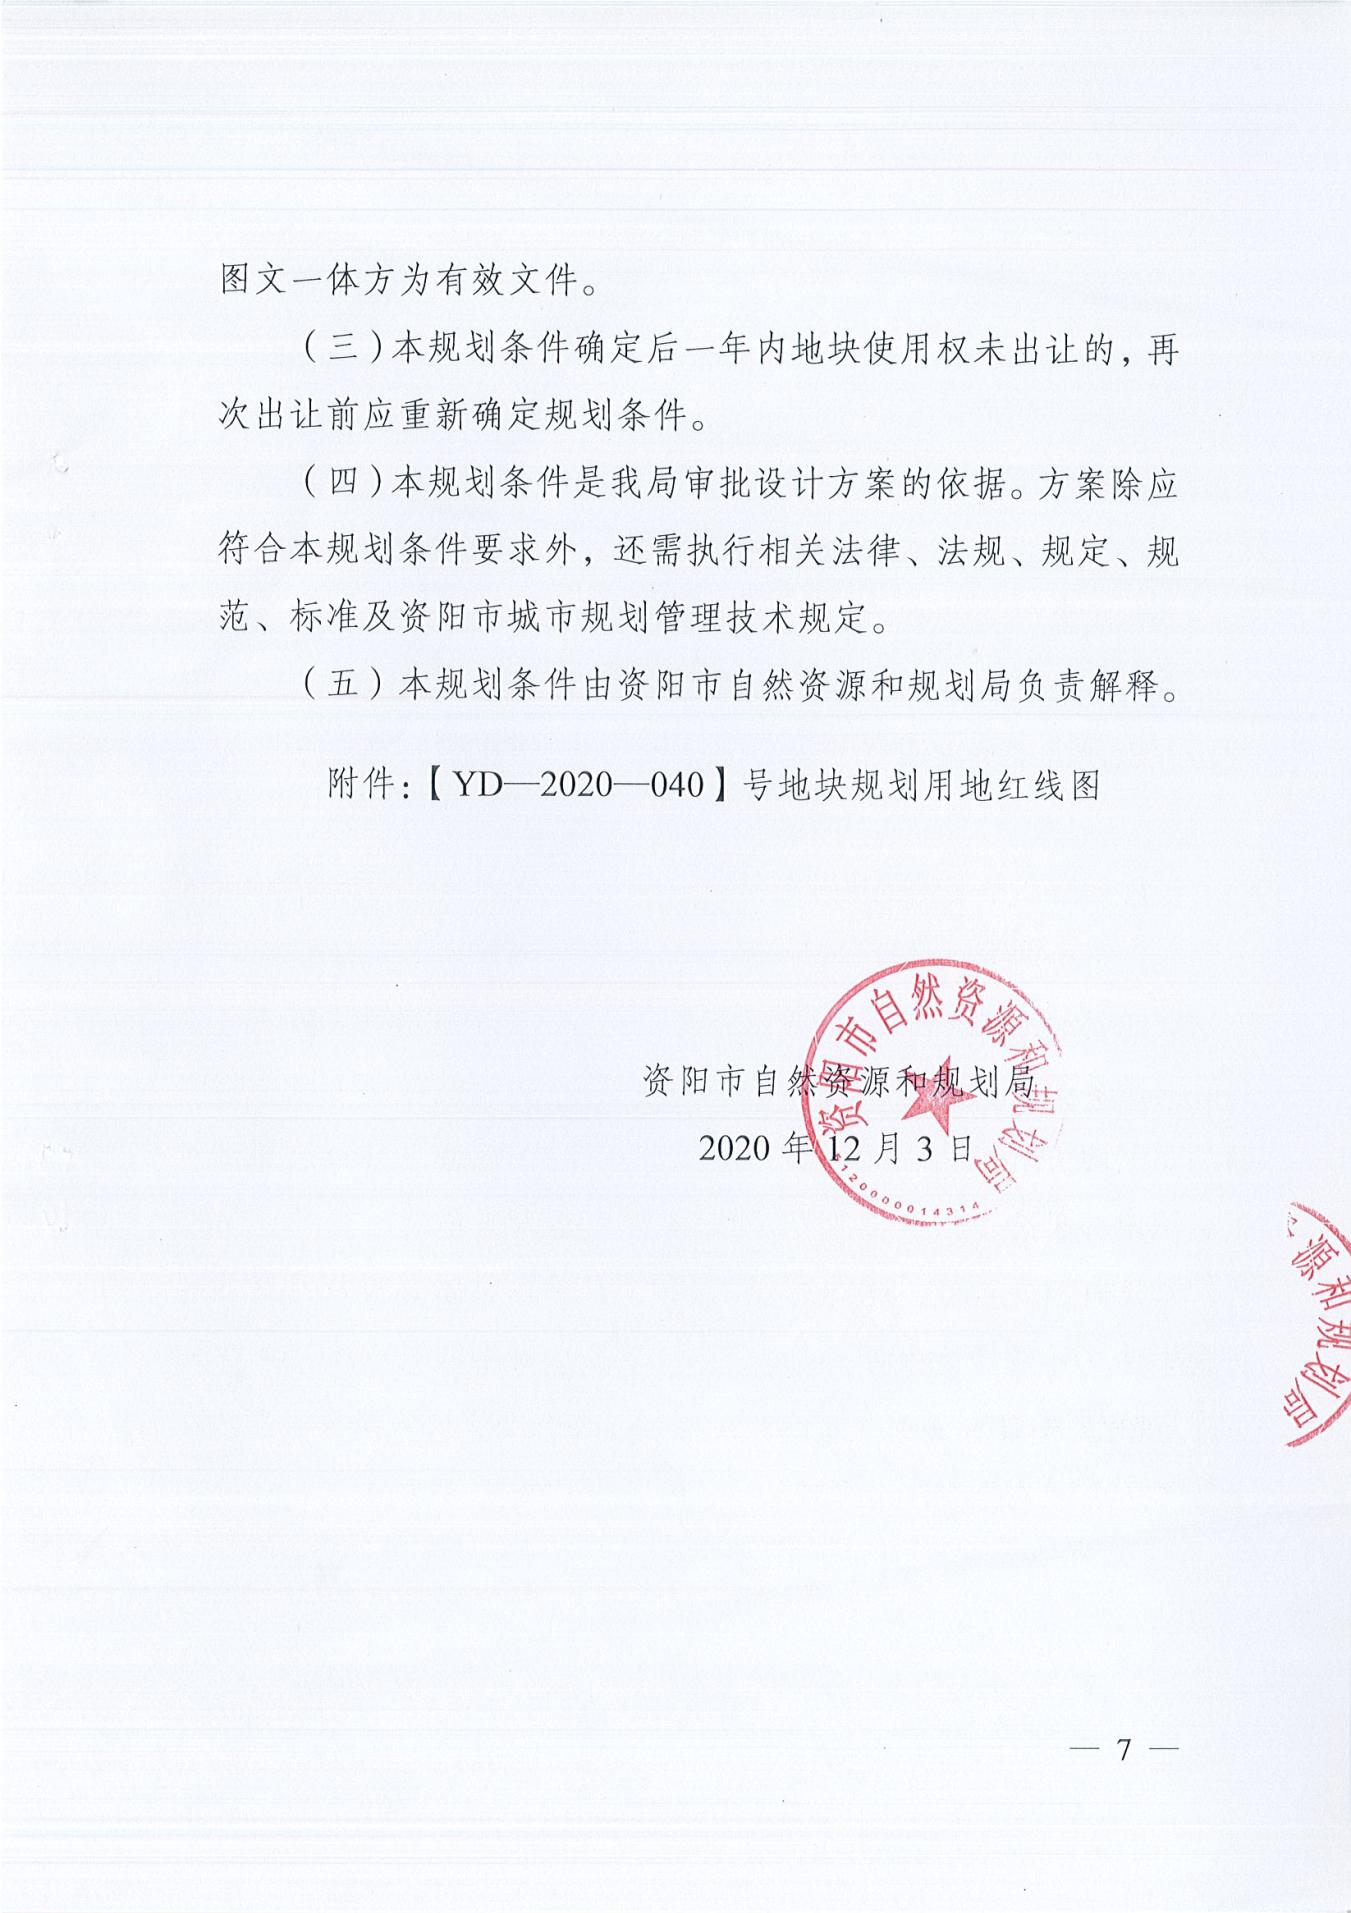 图文一体方为有效文件。
（三）本规划条件确定后一年内地块使用权未出让的，再
次出让前应重新确定规划条件。
（四）本规划条件是我局审批设计方案的依据。方案除应
符合本规划条件要求外，还需执行相关法律、法规、规定、规
范、标准及资阳市城市规划管理技术规定。
（五）本规划条件由资阳市自然资源和规划局负责解释。
附件：【YD—2020—040】号地块规划用地红线图
资阳市自然资源和规划局
资阳市自然资源和规划局
2020 年 12 月 3 日
5120000014314
源和规划局
— 7 —